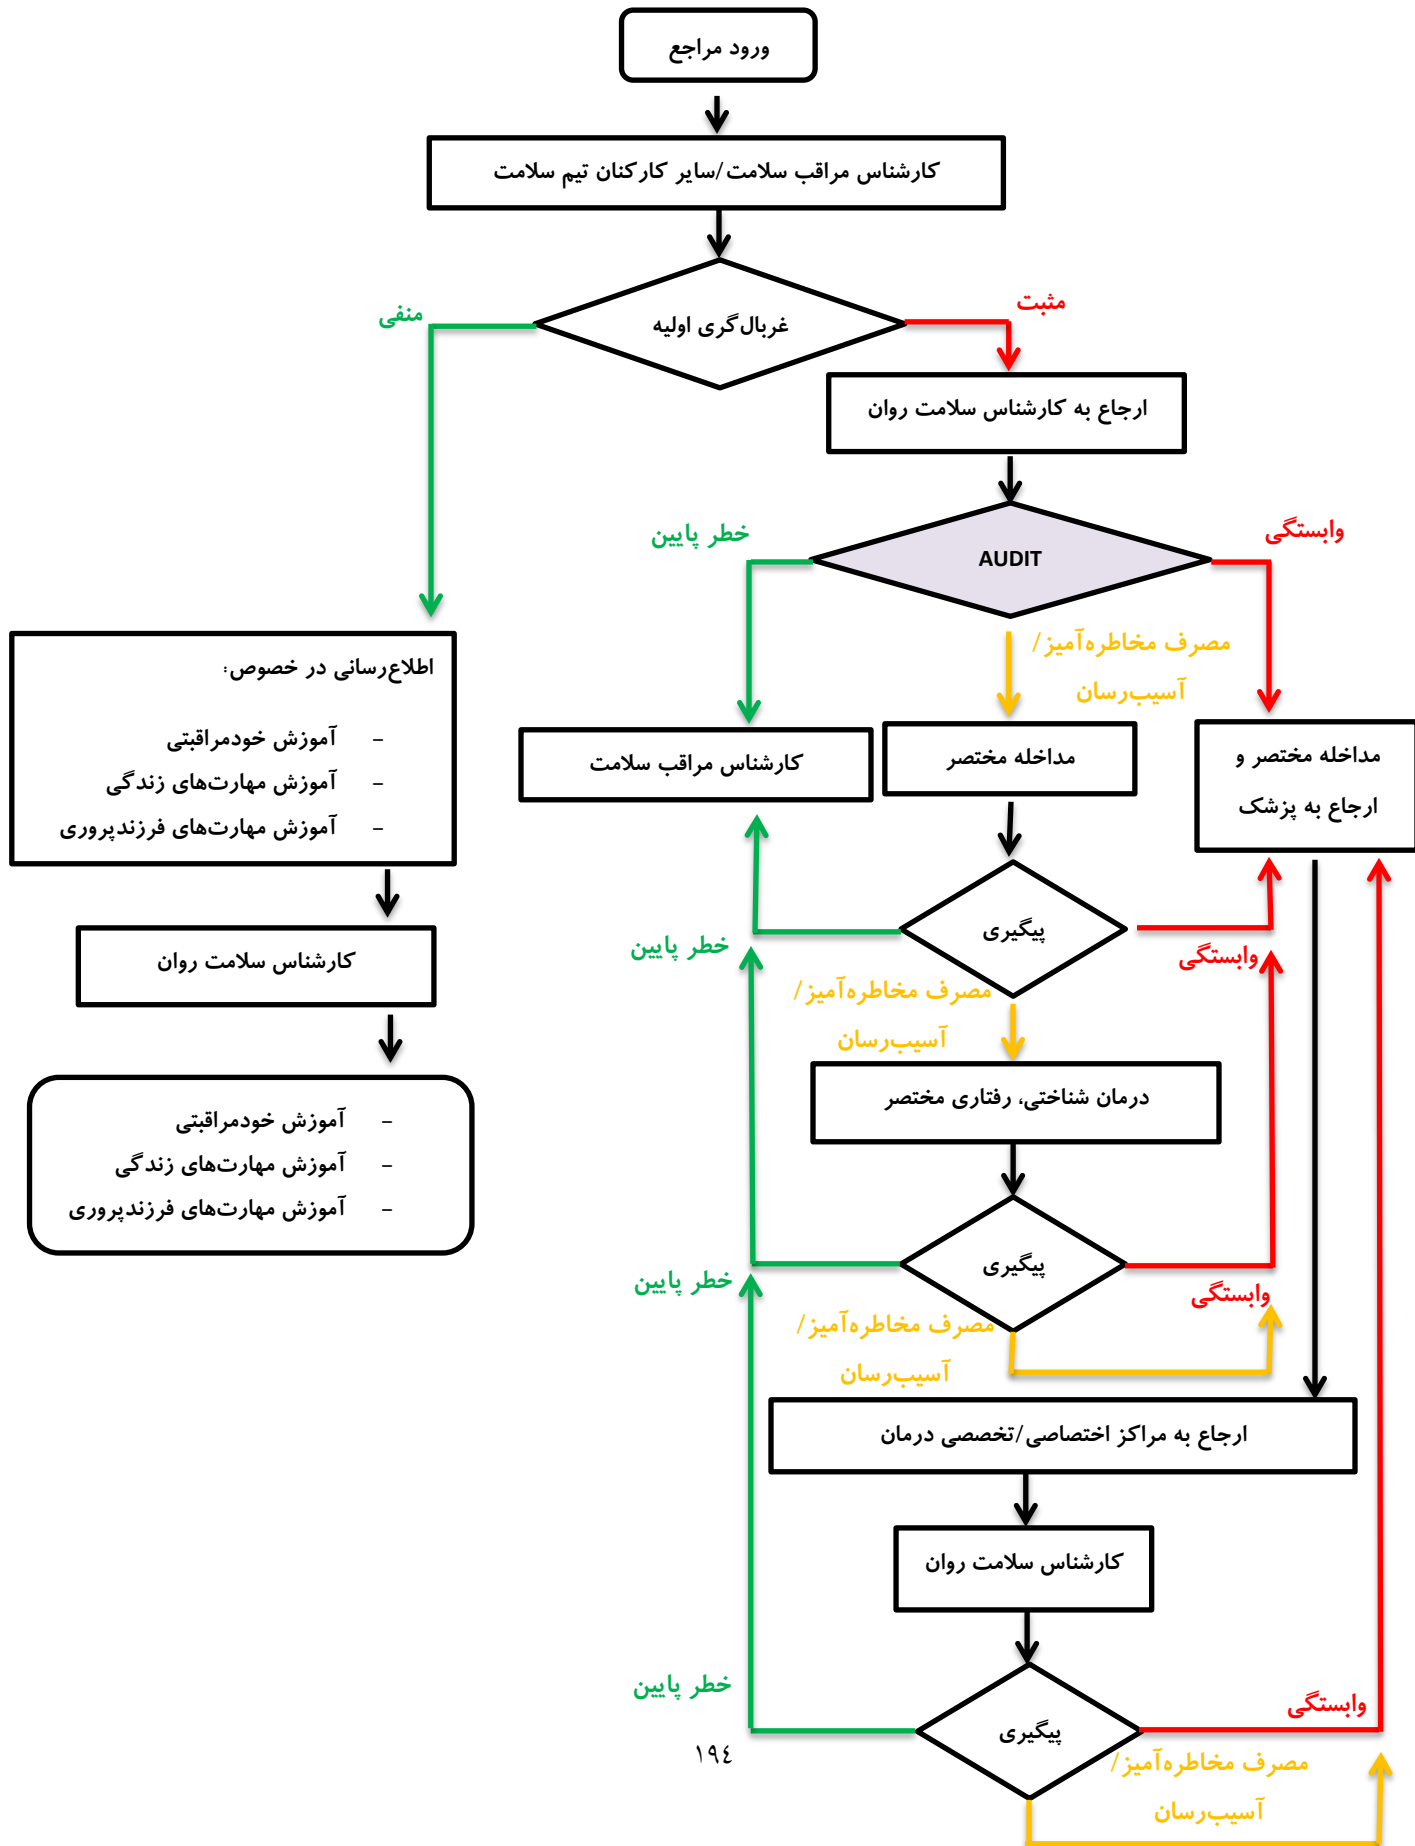 ورود مراجع
کارشناس مراقب سلامت/سایر کارکنان تیم سلامت
غربال‌گری اولیه
مثبت
منفی
ارجاع به کارشناس سلامت روان
AUDIT
وابستگی
خطر پایین
مصرف مخاطره‌آمیز/
آسیب‌رسان
اطلاع‌رسانی در خصوص:
- آموزش خودمراقبتی
- آموزش مهارت‌های زندگی
- آموزش مهارت‌های فرزندپروری
مداخله مختصر و
ارجاع به پزشک
مداخله مختصر
کارشناس مراقب سلامت
پیگیری
وابستگی
خطر پایین
کارشناس سلامت روان
مصرف مخاطره‌آمیز/
آسیب‌رسان
درمان شناختی، رفتاری مختصر
- آموزش خودمراقبتی
- آموزش مهارت‌های زندگی
- آموزش مهارت‌های فرزندپروری
پیگیری
وابستگی
خطر پایین
مصرف مخاطره‌آمیز/
آسیب‌رسان
ارجاع به مراکز اختصاصی/تخصصی درمان
کارشناس سلامت روان
پیگیری
وابستگی
خطر پایین
مصرف مخاطره‌آمیز/
آسیب‌رسان
١٩٤